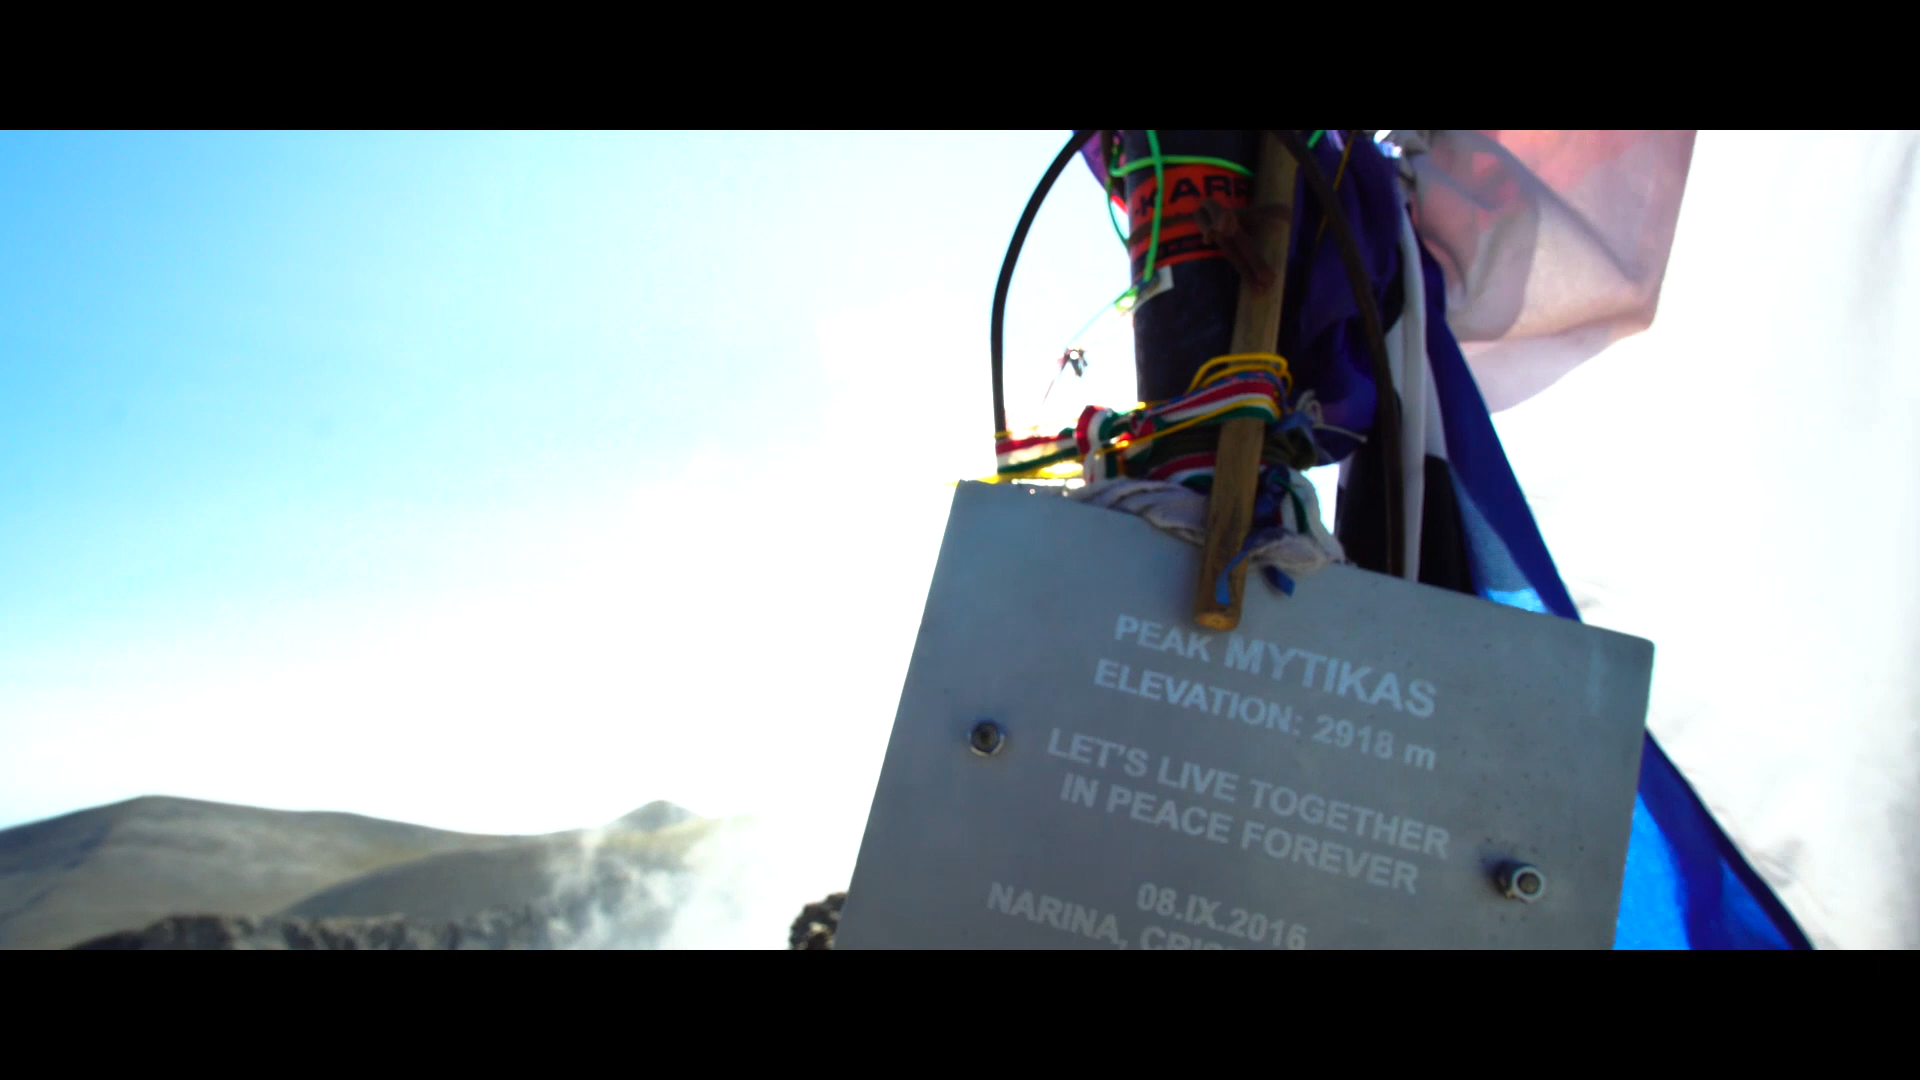 PEAK MYTIKAS
ELEVATION: 2918 m
LET'S LIVE TOGETHER
IN PEACE FOREVER
08.IX.2016
NARINA,